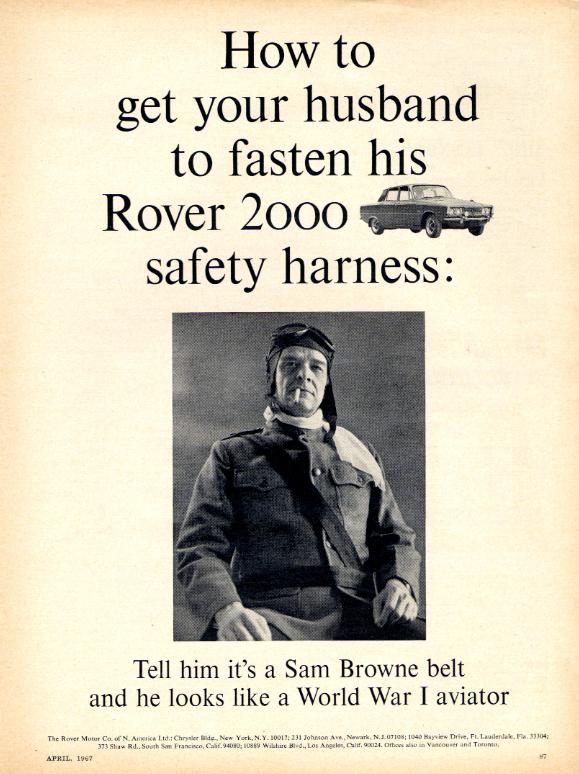 How to
get your husband
to fasten his
Rover 2000
safety harness:
Tell him it's a Sam Browne belt
and he looks like a World War I aviator
The Rover Motor Co. of N. America Ltd.: Chrysler Bldg., New York, N.Y. 10017; 231 Johnson Ave., Newark, N.J. 07108; 1040 Bayview Drive, Ft. Lauderdale, Fla. 33304;
373 Shaw Rd., South San Francisco, Calif. 94080; 10889 Wilshire Blvd., Los Angeles, Calif. 90024. Offices also in Vancouver and Toronto.
APRIL, 1967